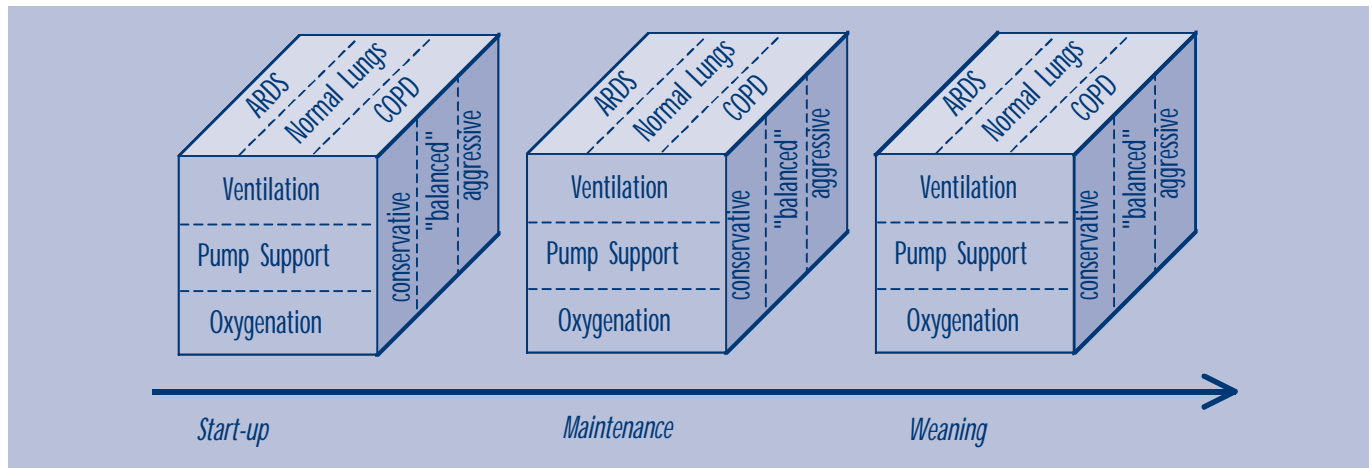 ARDS
Normal Lungs
COPD
Ventilation
Pump Support
Oxygenation
conservative
"balanced"
aggressive
ARDS
Normal Lungs
COPD
Ventilation
Pump Support
Oxygenation
conservative
"balanced"
aggressive
ARDS
Normal Lungs
COPD
Ventilation
Pump Support
Oxygenation
conservative
"balanced"
aggressive
Start-up
Maintenance
Weaning